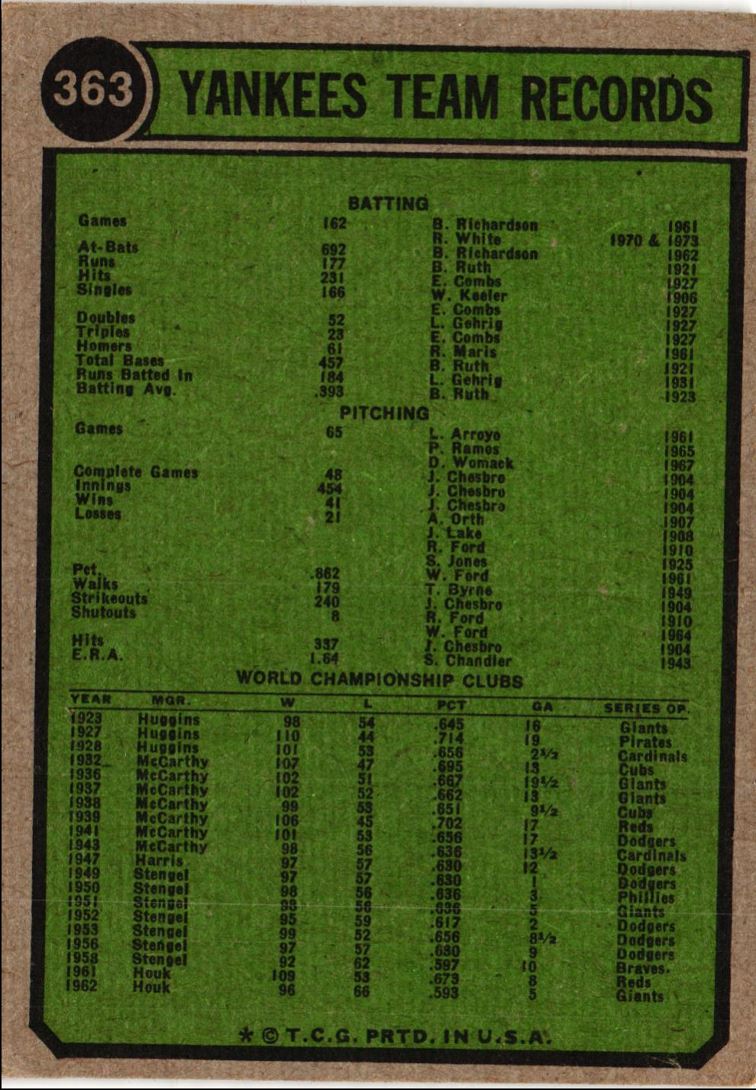 363 YANKEES TEAM RECORDS
BATTING
Games 162 B. Richardson 1961
R. White 1970 & 1973
At-Bats 692 B. Richardson 1962
Runs 177 B. Ruth 1921
Hits 231 E. Combs 1927
Singles 166 W. Keeler 1906
E. Combs 1927
Doubles 52 L. Gehrig 1927
Triples 23 E. Combs 1927
Homers 61 R. Maris 1961
Total Bases 457 B. Ruth 1921
Runs Batted In 184 L. Gehrig 1931
Batting Avg. .393 B. Ruth 1923
PITCHING
Games 65 L. Arroyo 1961
P. Ramos 1965
D. Womack 1967
Complete Games 48 J. Chesbro 1904
Innings 454 J. Chesbro 1904
Wins 41 J. Chesbro 1904
Losses 21 A. Orth 1907
J. Lake 1908
R. Ford 1910
S. Jones 1925
Pct. .862 W. Ford 1961
Walks 179 T. Byrne 1949
Strikeouts 240 J. Chesbro 1904
Shutouts 8 R. Ford 1910
W. Ford 1964
Hits 337 J. Chesbro 1904
E.R.A. 1.64 S. Chandler 1943
WORLD CHAMPIONSHIP CLUBS
YEAR MGR. W L PCT GA SERIES OP.
1923 Huggins 98 54 .645 16 Giants
1927 Huggins 110 44 .714 19 Pirates
1928 Huggins 101 53 .656 2½ Cardinals
1932 McCarthy 107 47 .695 13 Cubs
1936 McCarthy 102 51 .667 19½ Giants
1937 McCarthy 102 52 .662 13 Giants
1938 McCarthy 99 53 .651 9½ Cubs
1939 McCarthy 106 45 .702 17 Reds
1941 McCarthy 101 53 .656 17 Dodgers
1943 McCarthy 98 56 .636 13½ Cardinals
1947 Harris 97 57 .630 12 Dodgers
1949 Stengel 97 57 .630 1 Dodgers
1950 Stengel 98 56 .636 3 Phillies
1951 Stengel 98 56 .636 5 Giants
1952 Stengel 95 59 .617 2 Dodgers
1953 Stengel 99 52 .656 8½ Dodgers
1956 Stengel 97 57 .630 9 Dodgers
1958 Stengel 92 62 .597 10 Braves
1961 Houk 109 53 .673 8 Reds
1962 Houk 96 66 .593 5 Giants
* © T.C.G. PRTD. IN U.S.A.